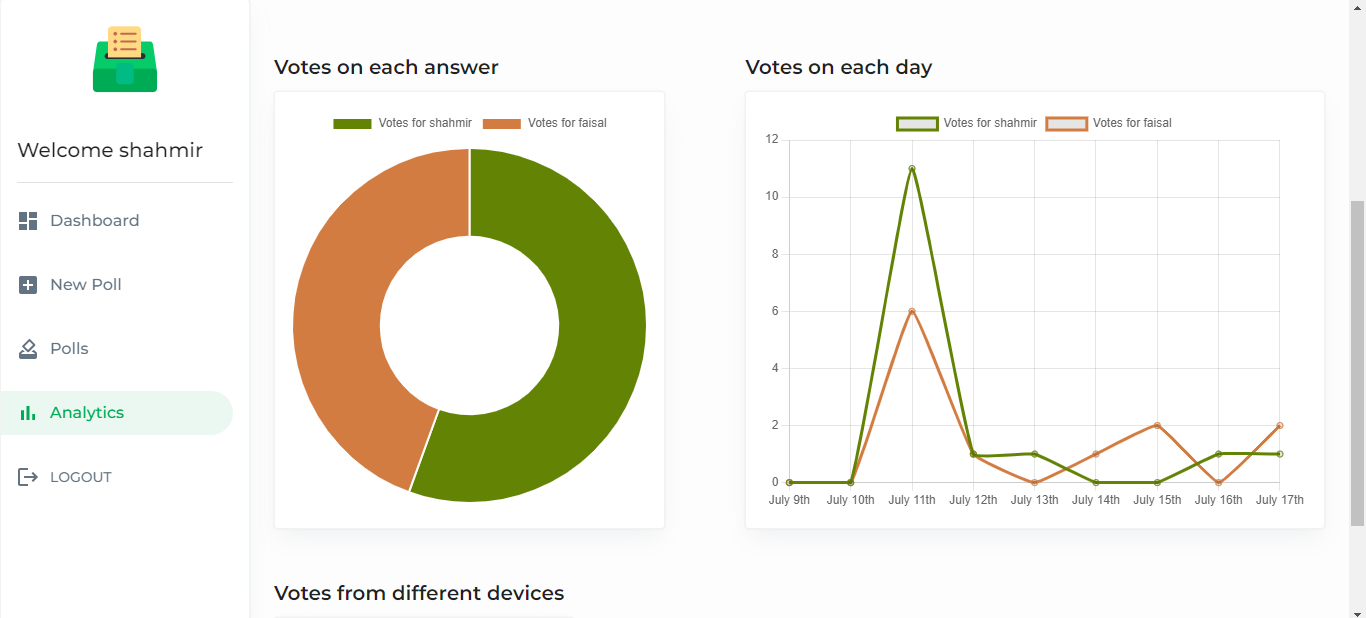 Welcome shahmir
Dashboard
New Poll
Polls
Analytics
LOGOUT
Votes on each answer
Votes for shahmir Votes for faisal
Votes on each day
Votes for shahmir Votes for faisal
12
10
8
6
4
2
0
July 9th July 10th July 11th July 12th July 13th July 14th July 15th July 16th July 17th
Votes from different devices